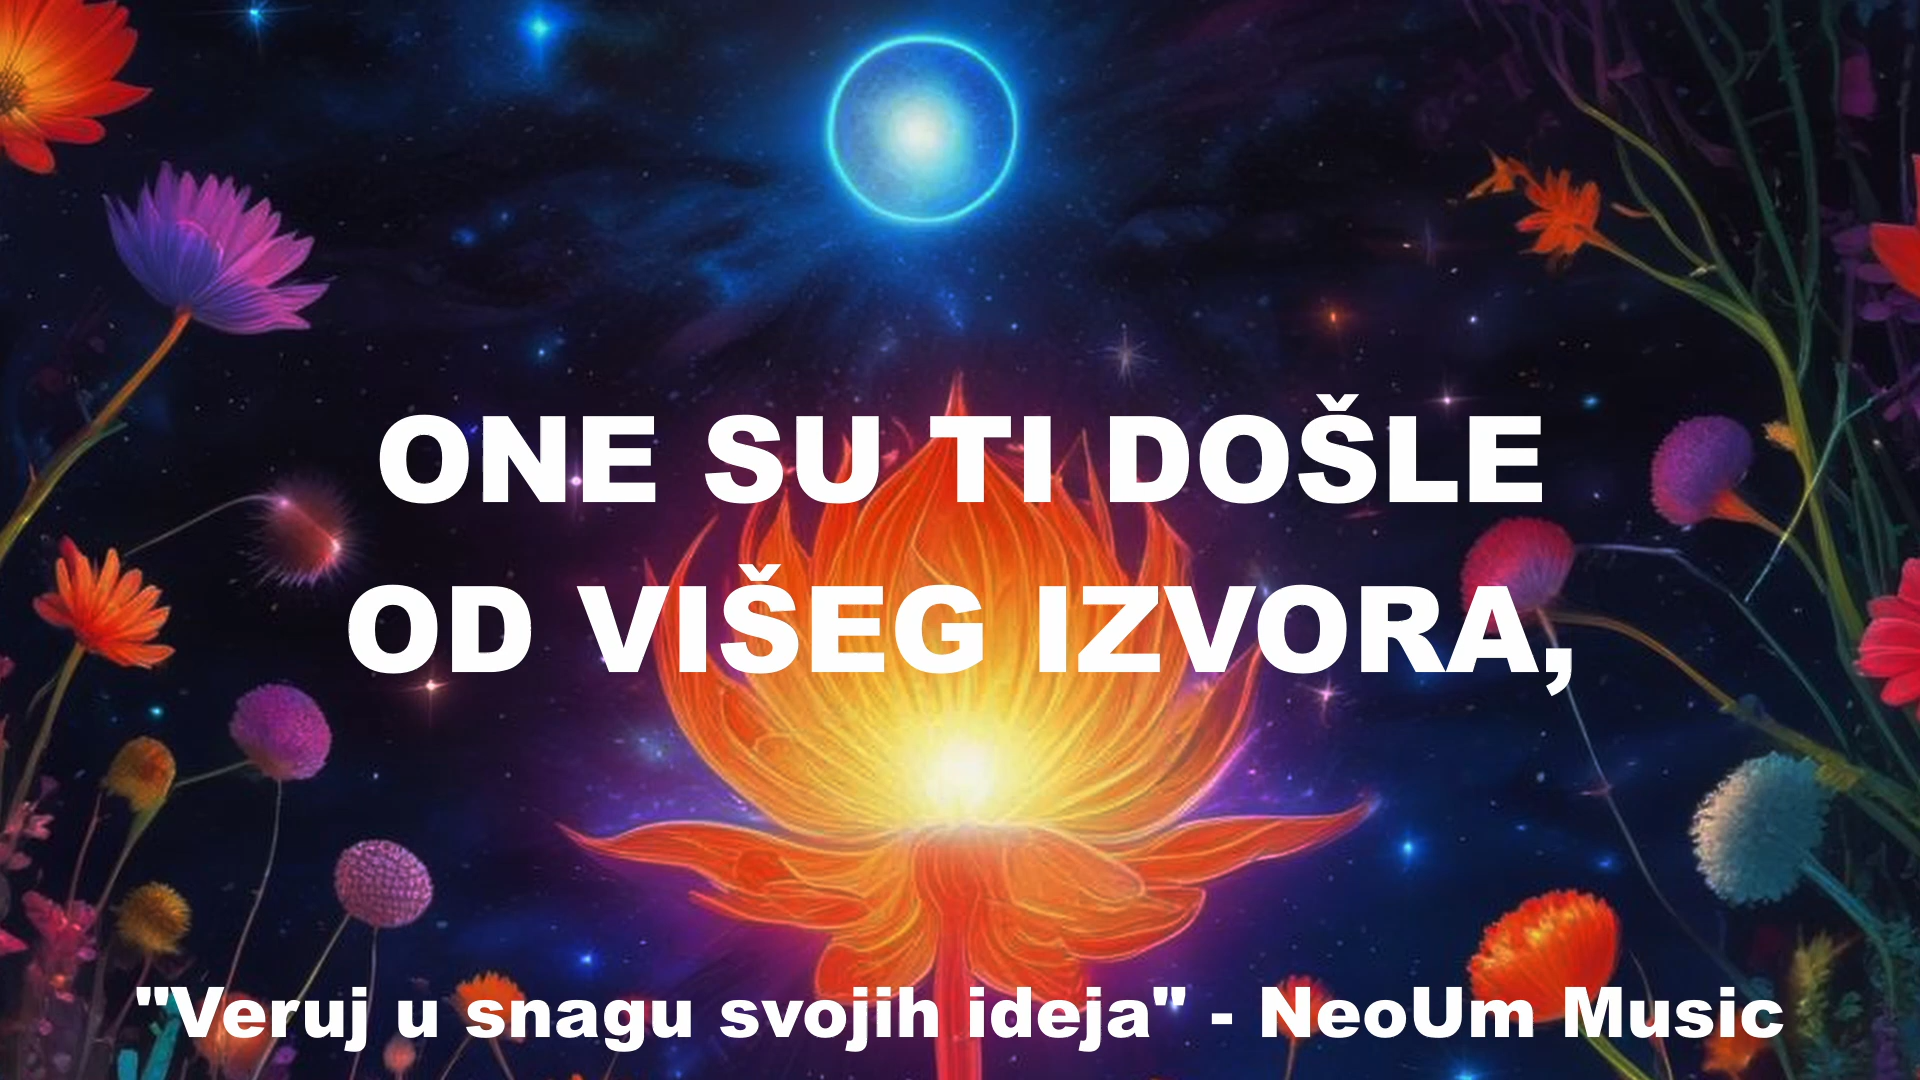 ONE SU TI DOŠLE
OD VIŠEG IZVORA,
"Veruj u snagu svojih ideja" - NeoUm Music